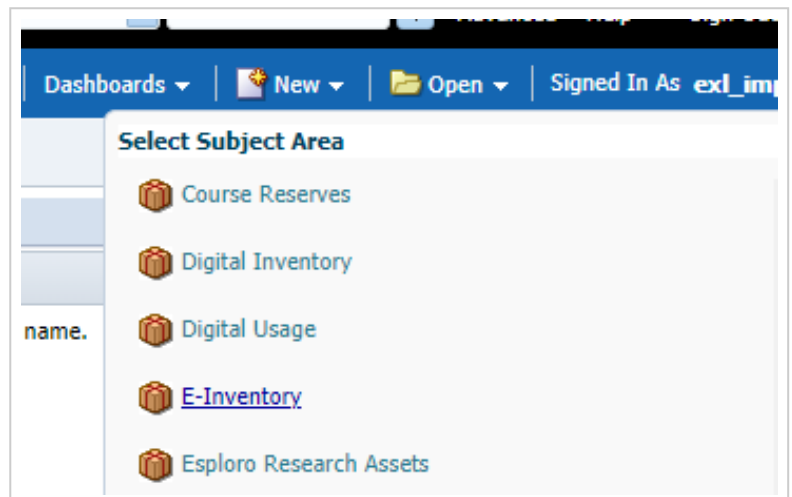 Dashboards New Open Signed In As exl_imp
Select Subject Area
Course Reserves
Digital Inventory
name. Digital Usage
E-Inventory
Esploro Research Assets